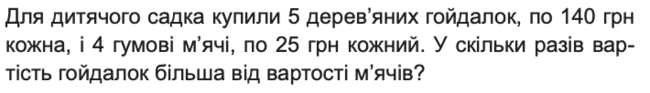 Для дитячого садка купили 5 дерев’яних гойдалок, по 140 грн
кожна, і 4 гумові м’ячі, по 25 грн кожний. У скільки разів вар-
тість гойдалок більша від вартості м’ячів?